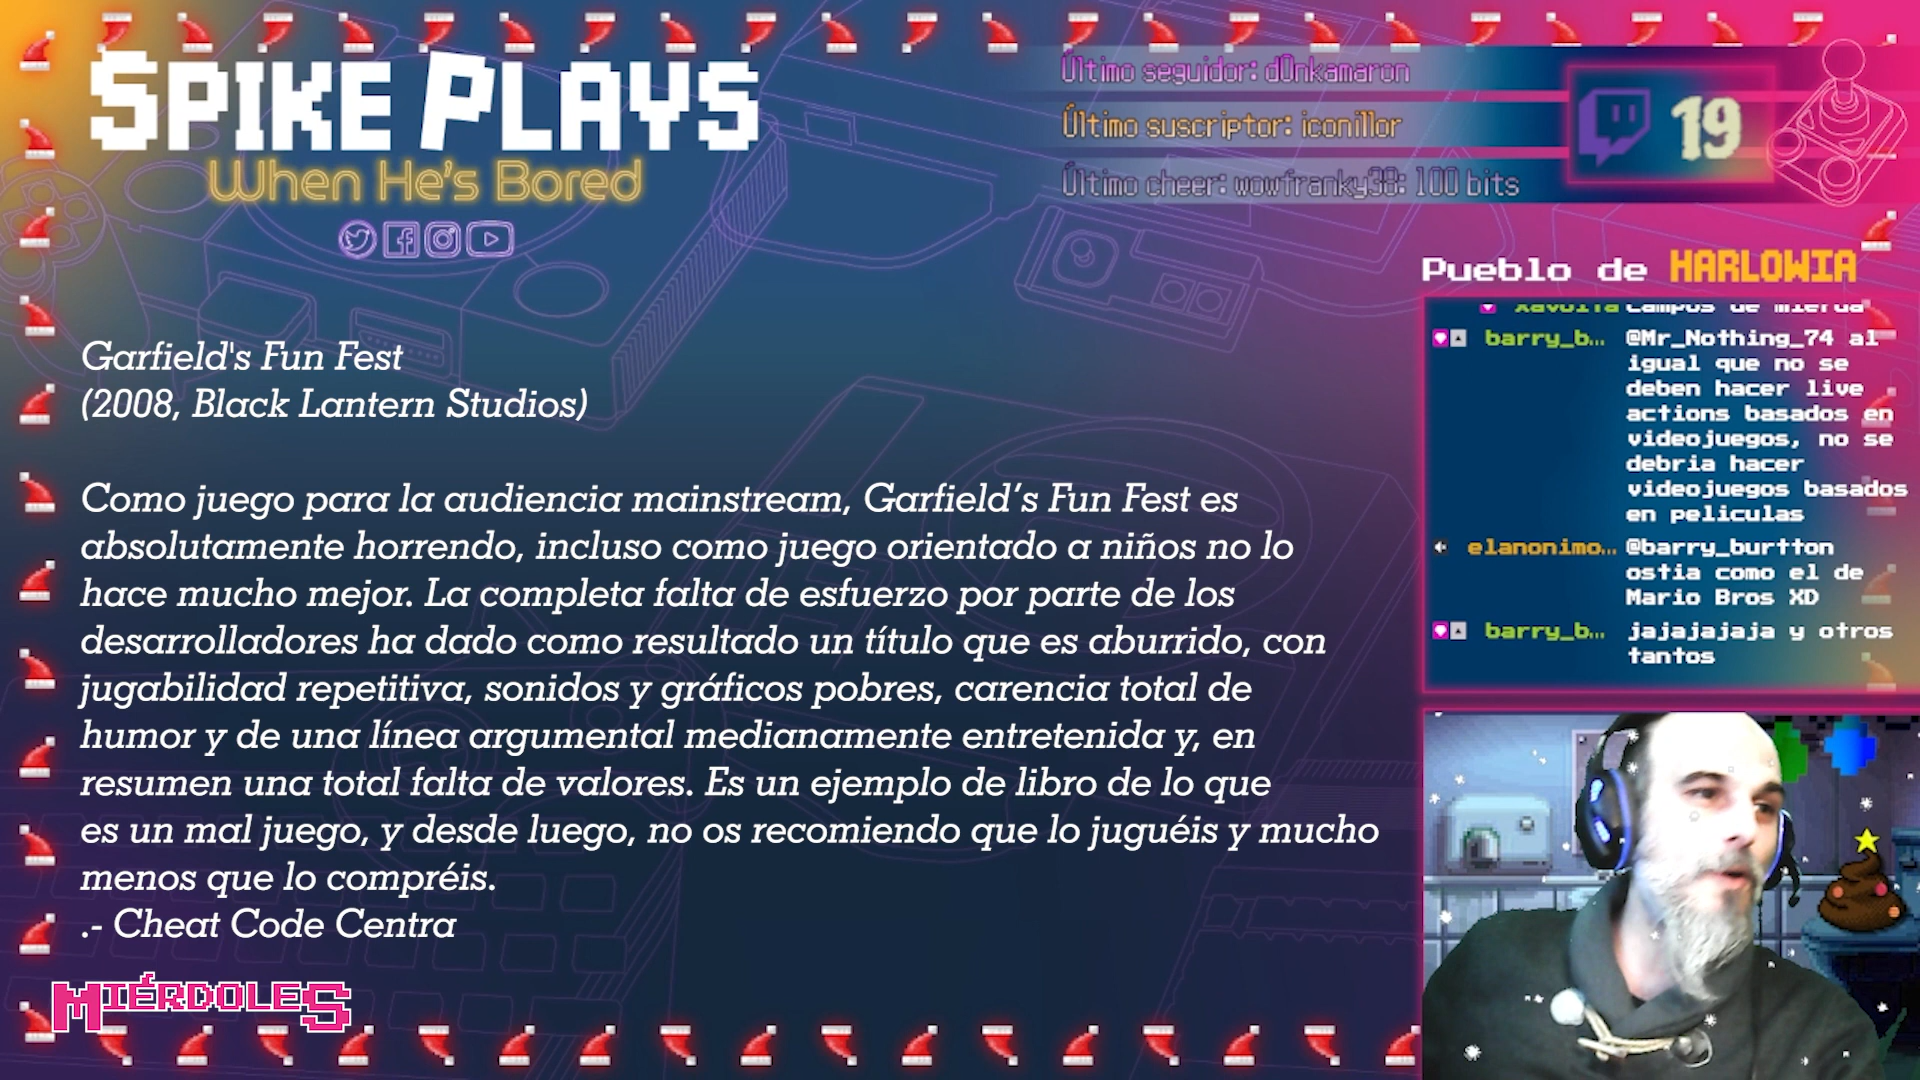 SPIKE PLAYS
When He's Bored
Último seguidor: d0nkamaron
Último suscriptor: iconillor
Último cheer: wowfranky38: 100 bits
19
Pueblo de HARLOWIA
xavulfa campos de mierda
barry_b... @Mr_Nothing_74 al
igual que no se
deben hacer live
actions basados en
videojuegos, no se
debria hacer
videojuegos basados
en peliculas
elanonimo... @barry_burtton
ostia como el de
Mario Bros XD
barry_b... jajajajaja y otros
tantos
Garfield's Fun Fest
(2008, Black Lantern Studios)
Como juego para la audiencia mainstream, Garfield’s Fun Fest es
absolutamente horrendo, incluso como juego orientado a niños no lo
hace mucho mejor. La completa falta de esfuerzo por parte de los
desarrolladores ha dado como resultado un título que es aburrido, con
jugabilidad repetitiva, sonidos y gráficos pobres, carencia total de
humor y de una línea argumental medianamente entretenida y, en
resumen una total falta de valores. Es un ejemplo de libro de lo que
es un mal juego, y desde luego, no os recomiendo que lo juguéis y mucho
menos que lo compréis.
.- Cheat Code Centra
MIÉRDOLES